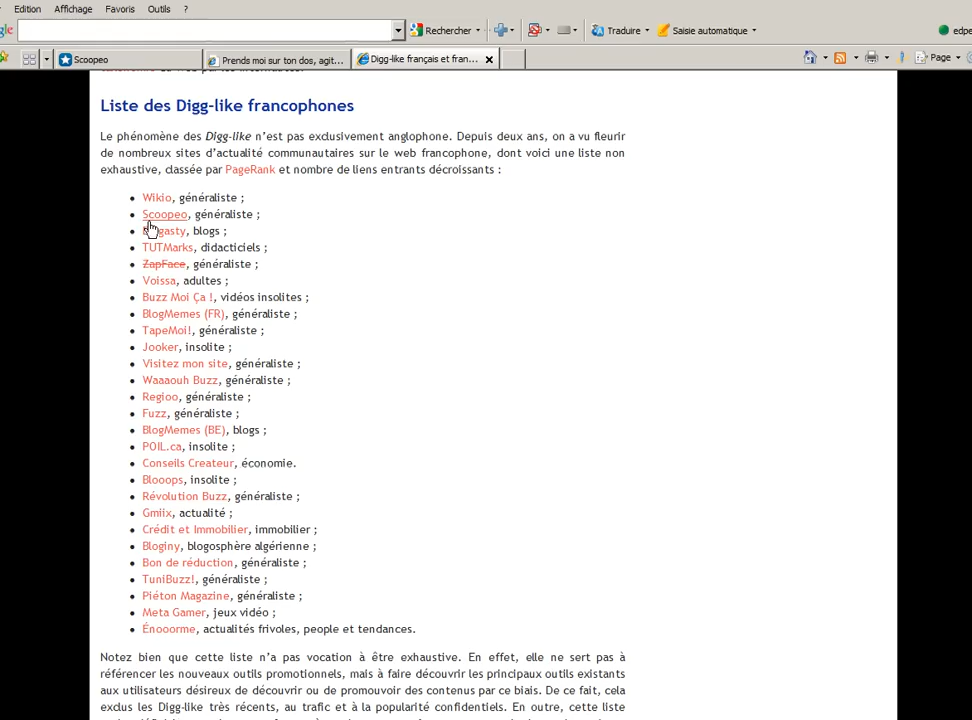 Edition Affichage Favoris Outils ?
gle Rechercher Traduire Saisie automatique edpe
Scoopeo Prends moi sur ton dos, agit... Digg-like français et fran... Page
Liste des Digg-like francophones
Le phénomène des Digg-like n’est pas exclusivement anglophone. Depuis deux ans, on a vu fleurir
de nombreux sites d’actualité communautaires sur le web francophone, dont voici une liste non
exhaustive, classée par PageRank et nombre de liens entrants décroissants :
Wikio, généraliste ;
Scoopeo, généraliste ;
gasty, blogs ;
TUTMarks, didacticiels ;
ZapFace, généraliste ;
Voissa, adultes ;
Buzz Moi Ça !, vidéos insolites ;
BlogMemes (FR), généraliste ;
TapeMoi!, généraliste ;
Jooker, insolite ;
Visitez mon site, généraliste ;
Waaaouh Buzz, généraliste ;
Regioo, généraliste ;
Fuzz, généraliste ;
BlogMemes (BE), blogs ;
POIL.ca, insolite ;
Conseils Createur, économie.
Blooops, insolite ;
Révolution Buzz, généraliste ;
Gmiix, actualité ;
Crédit et Immobilier, immobilier ;
Bloginy, blogosphère algérienne ;
Bon de réduction, généraliste ;
TuniBuzz!, généraliste ;
Piéton Magazine, généraliste ;
Meta Gamer, jeux vidéo ;
Énooorme, actualités frivoles, people et tendances.
Notez bien que cette liste n’a pas vocation à être exhaustive. En effet, elle ne sert pas à
référencer les nouveaux outils promotionnels, mais à faire découvrir les principaux outils existants
aux utilisateurs désireux de découvrir ou de promouvoir des contenus par ce biais. De ce fait, cela
exclus les Digg-like très récents, au trafic et à la popularité confidentiels. En outre, cette liste